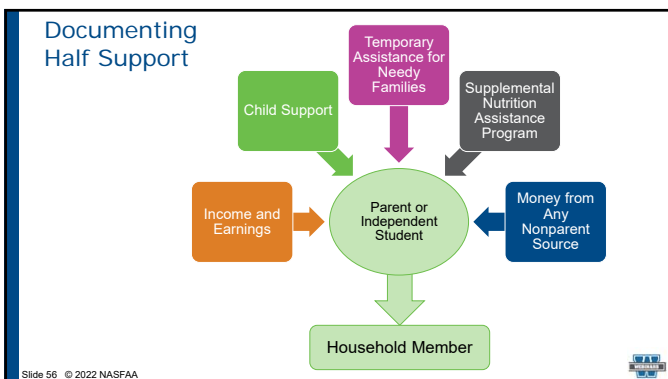 Documenting
Half Support
Temporary
Assistance for
Needy
Families
Child Support
Supplemental
Nutrition
Assistance
Program
Income and
Earnings
Parent or
Independent
Student
Money from
Any
Nonparent
Source
Household Member
Slide 56 © 2022 NASFAA
WEBINARS